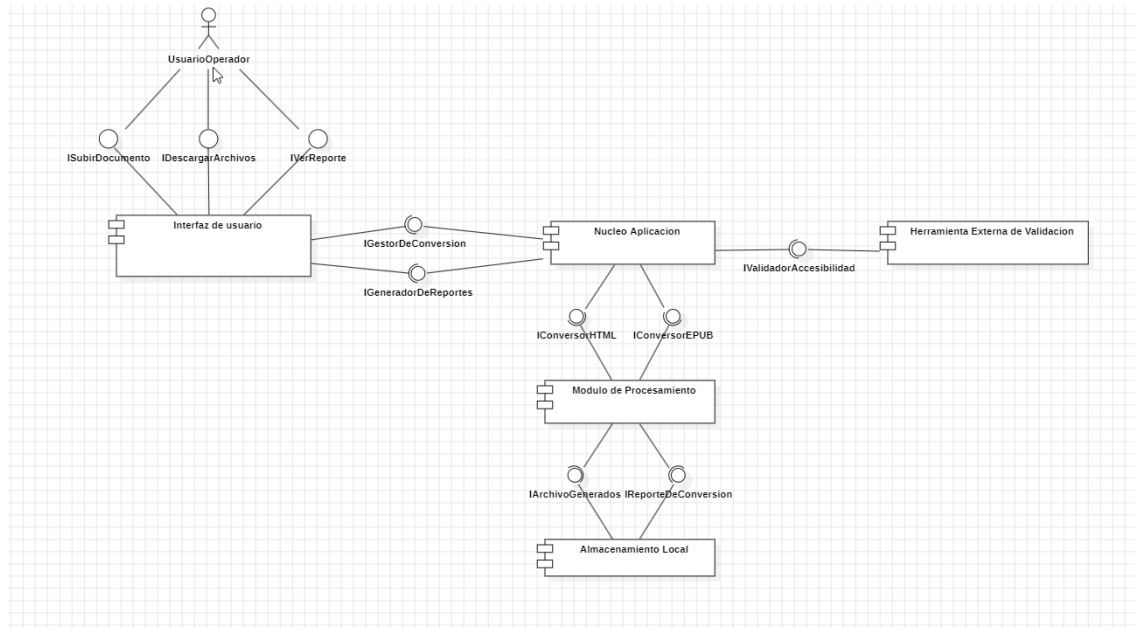 UsuarioOperador
ISubirDocumento
IDescargarArchivos
IVerReporte
Interfaz de usuario
IGestorDeConversion
IGeneradorDeReportes
Nucleo Aplicacion
IValidadorAccesibilidad
Herramienta Externa de Validacion
IConversorHTML
IConversorEPUB
Modulo de Procesamiento
IArchivoGenerados
IReporteDeConversion
Almacenamiento Local